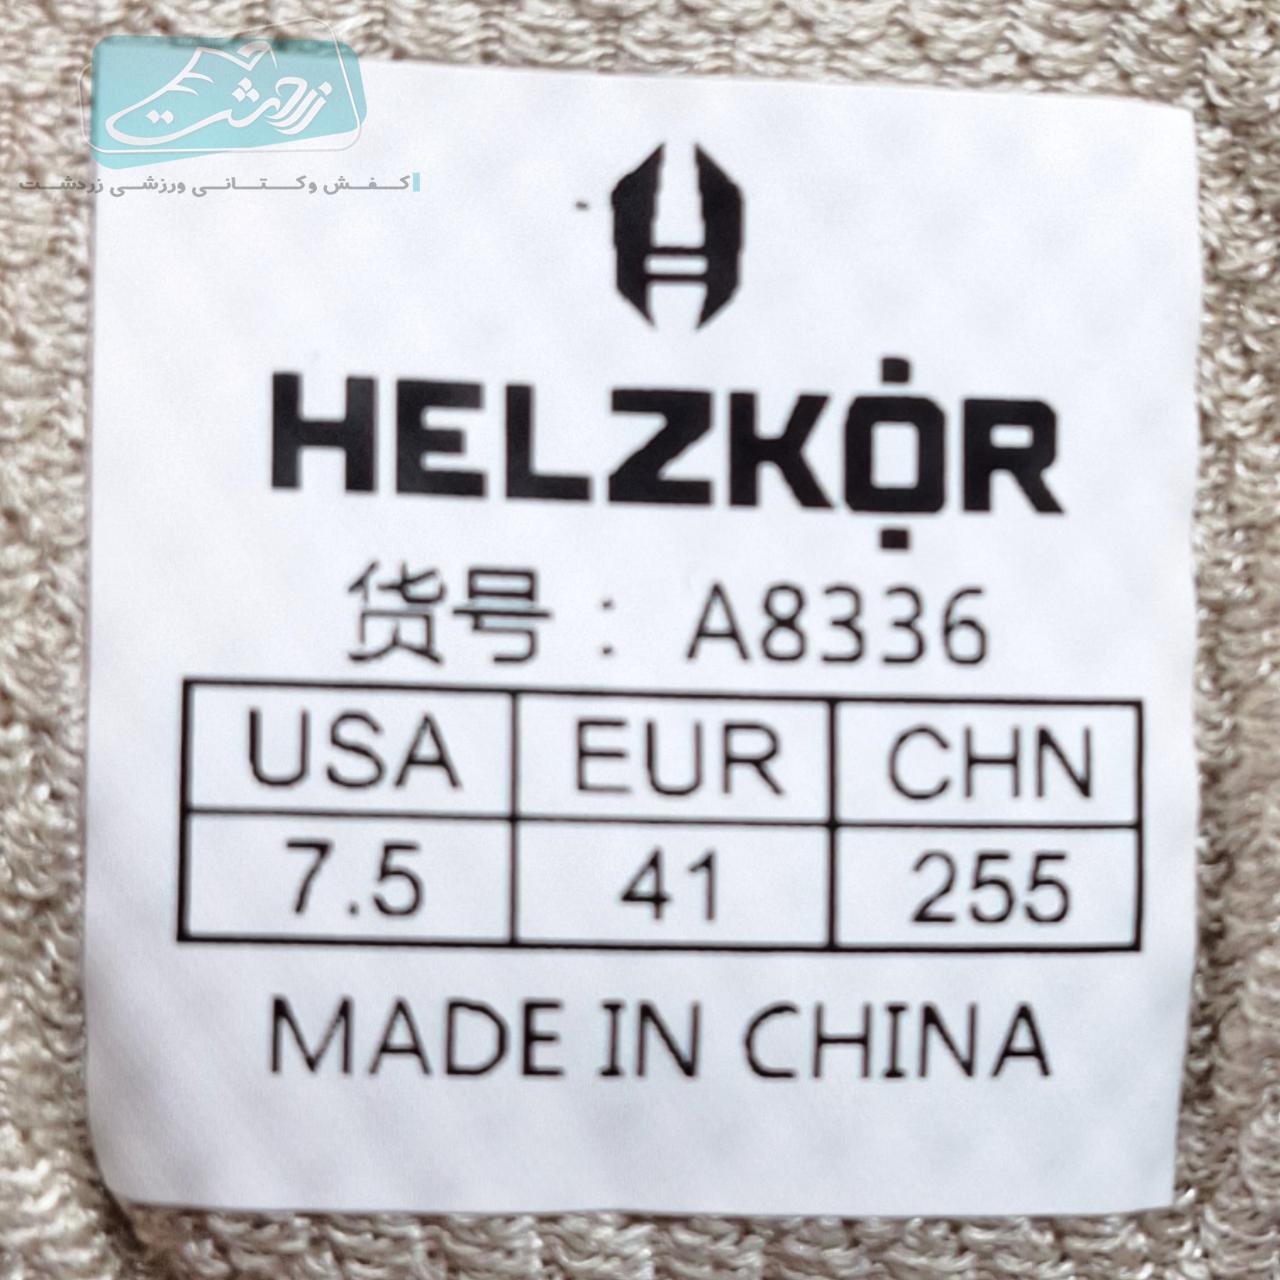 زردشت
کفش و کتانی ورزشی زردشت
HELZKOR
货号：A8336
USA EUR CHN
7.5 41 255
MADE IN CHINA